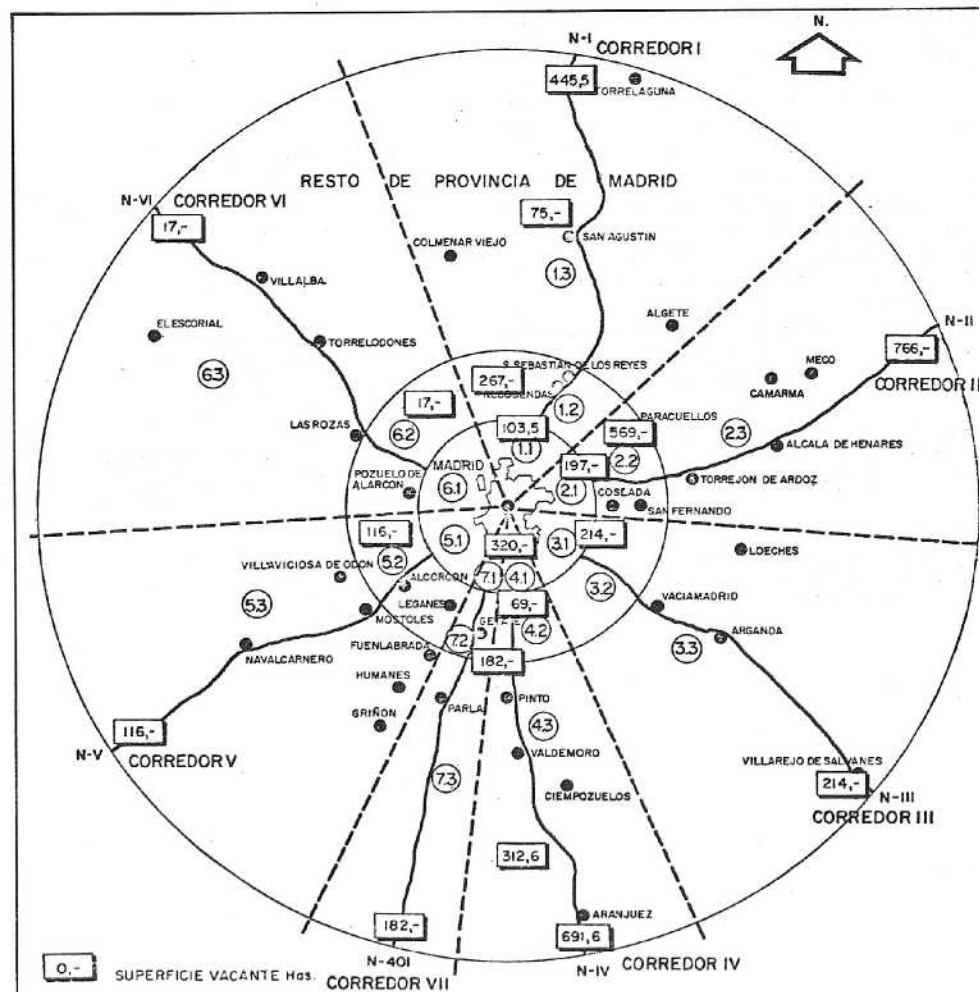 N.
N-I
CORREDOR I
445,5
TORRELAGUNA
RESTO DE PROVINCIA DE MADRID
N-VI
CORREDOR VI
17,-
75,-
SAN AGUSTIN
COLMENAR VIEJO
1.3
VILLALBA
ALGETE
N-II
EL ESCORIAL
TORRELODONES
766,-
CORREDOR II
6.3
S. SEBASTIAN DE LOS REYES
MECO
267,-
CAMARMA
17,-
1.2
PARACUELLOS
103,5
569,-
2.3
LAS ROZAS
6.2
1.1
ALCALA DE HENARES
MADRID
197,-
2.2
POZUELO DE
ALARCON
6.1
2.1
TORREJON DE ARDOZ
COSLADA
SAN FERNANDO
116,-
5.1
320,-
3.1
214,-
LOECHES
VILLAVICIOSA DE ODON
5.2
ALCORCON
7.1
4.1
3.2
5.3
MOSTOLES
LEGANES
69,-
VACIAMADRID
4.2
7.2
ARGANDA
NAVALCARNERO
FUENLABRADA
182,-
3.3
HUMANES
PARLA
PINTO
GRIÑON
4.3
116,-
N-V
CORREDOR V
VALDEMORO
VILLAREJO DE SALVANES
7.3
CIEMPOZUELOS
214,-
N-III
CORREDOR III
312,6
182,-
ARANJUEZ
691,6
N-401
CORREDOR VII
N-IV
CORREDOR IV
0,-
SUPERFICIE VACANTE Has.